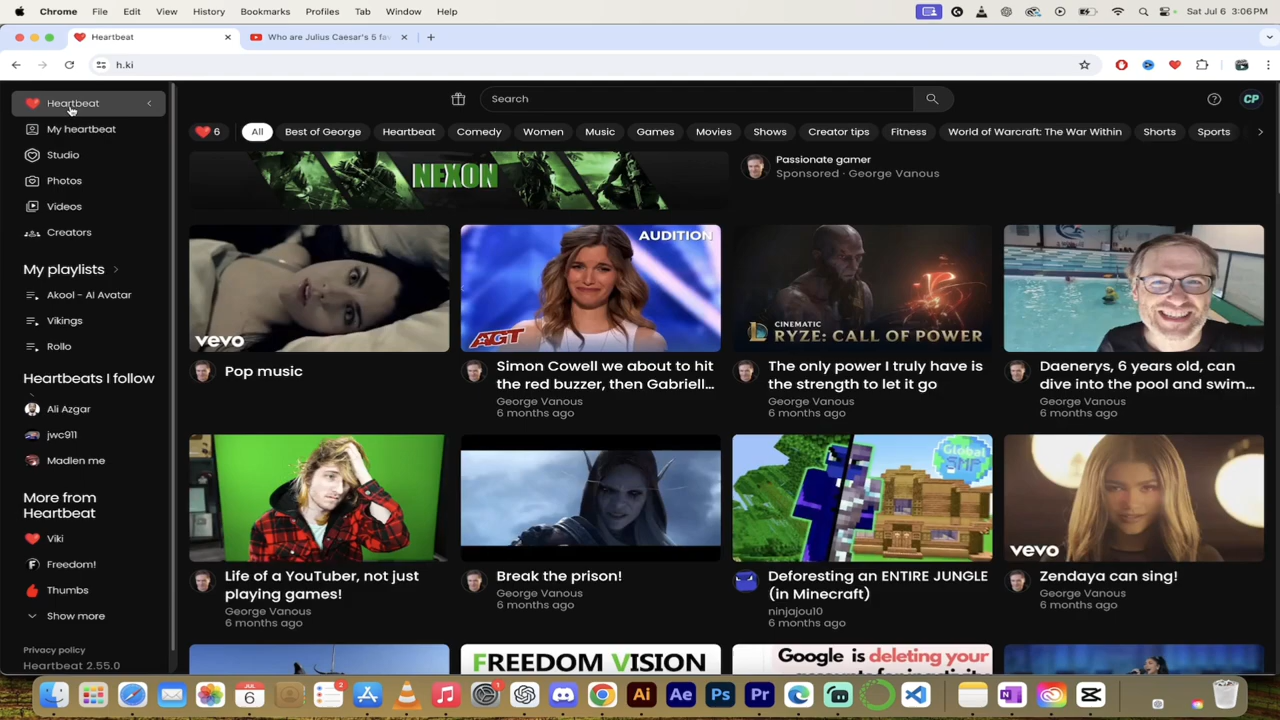 Chrome File Edit View History Bookmarks Profiles Tab Window Help Sat Jul 6 3:06 PM
Heartbeat Who are Julius Caesar's 5 fav
h.ki
Heartbeat
My heartbeat
Studio
Photos
Videos
Creators
My playlists
Akool - AI Avatar
Vikings
Rollo
Heartbeats I follow
Ali Azgar
jwc911
Madlen me
More from
Heartbeat
Viki
Freedom!
Thumbs
Show more
Privacy policy
Heartbeat 2.55.0
Search
CP
6 All Best of George Heartbeat Comedy Women Music Games Movies Shows Creator tips Fitness World of Warcraft: The War Within Shorts Sports
NEXON
Passionate gamer
Sponsored · George Vanous
vevo
Pop music
AUDITION
AGT
Simon Cowell we about to hit
the red buzzer, then Gabriell...
George Vanous
6 months ago
CINEMATIC
RYZE: CALL OF POWER
The only power I truly have is
the strength to let it go
George Vanous
6 months ago
Daenerys, 6 years old, can
dive into the pool and swim...
George Vanous
6 months ago
Life of a YouTuber, not just
playing games!
George Vanous
6 months ago
Break the prison!
George Vanous
6 months ago
Global
SMP
Deforesting an ENTIRE JUNGLE
(in Minecraft)
ninjajou10
6 months ago
vevo
Zendaya can sing!
George Vanous
6 months ago
FREEDOM VISION
Google is deleting your
JUL
6
2
1
Ai Ae Ps Pr